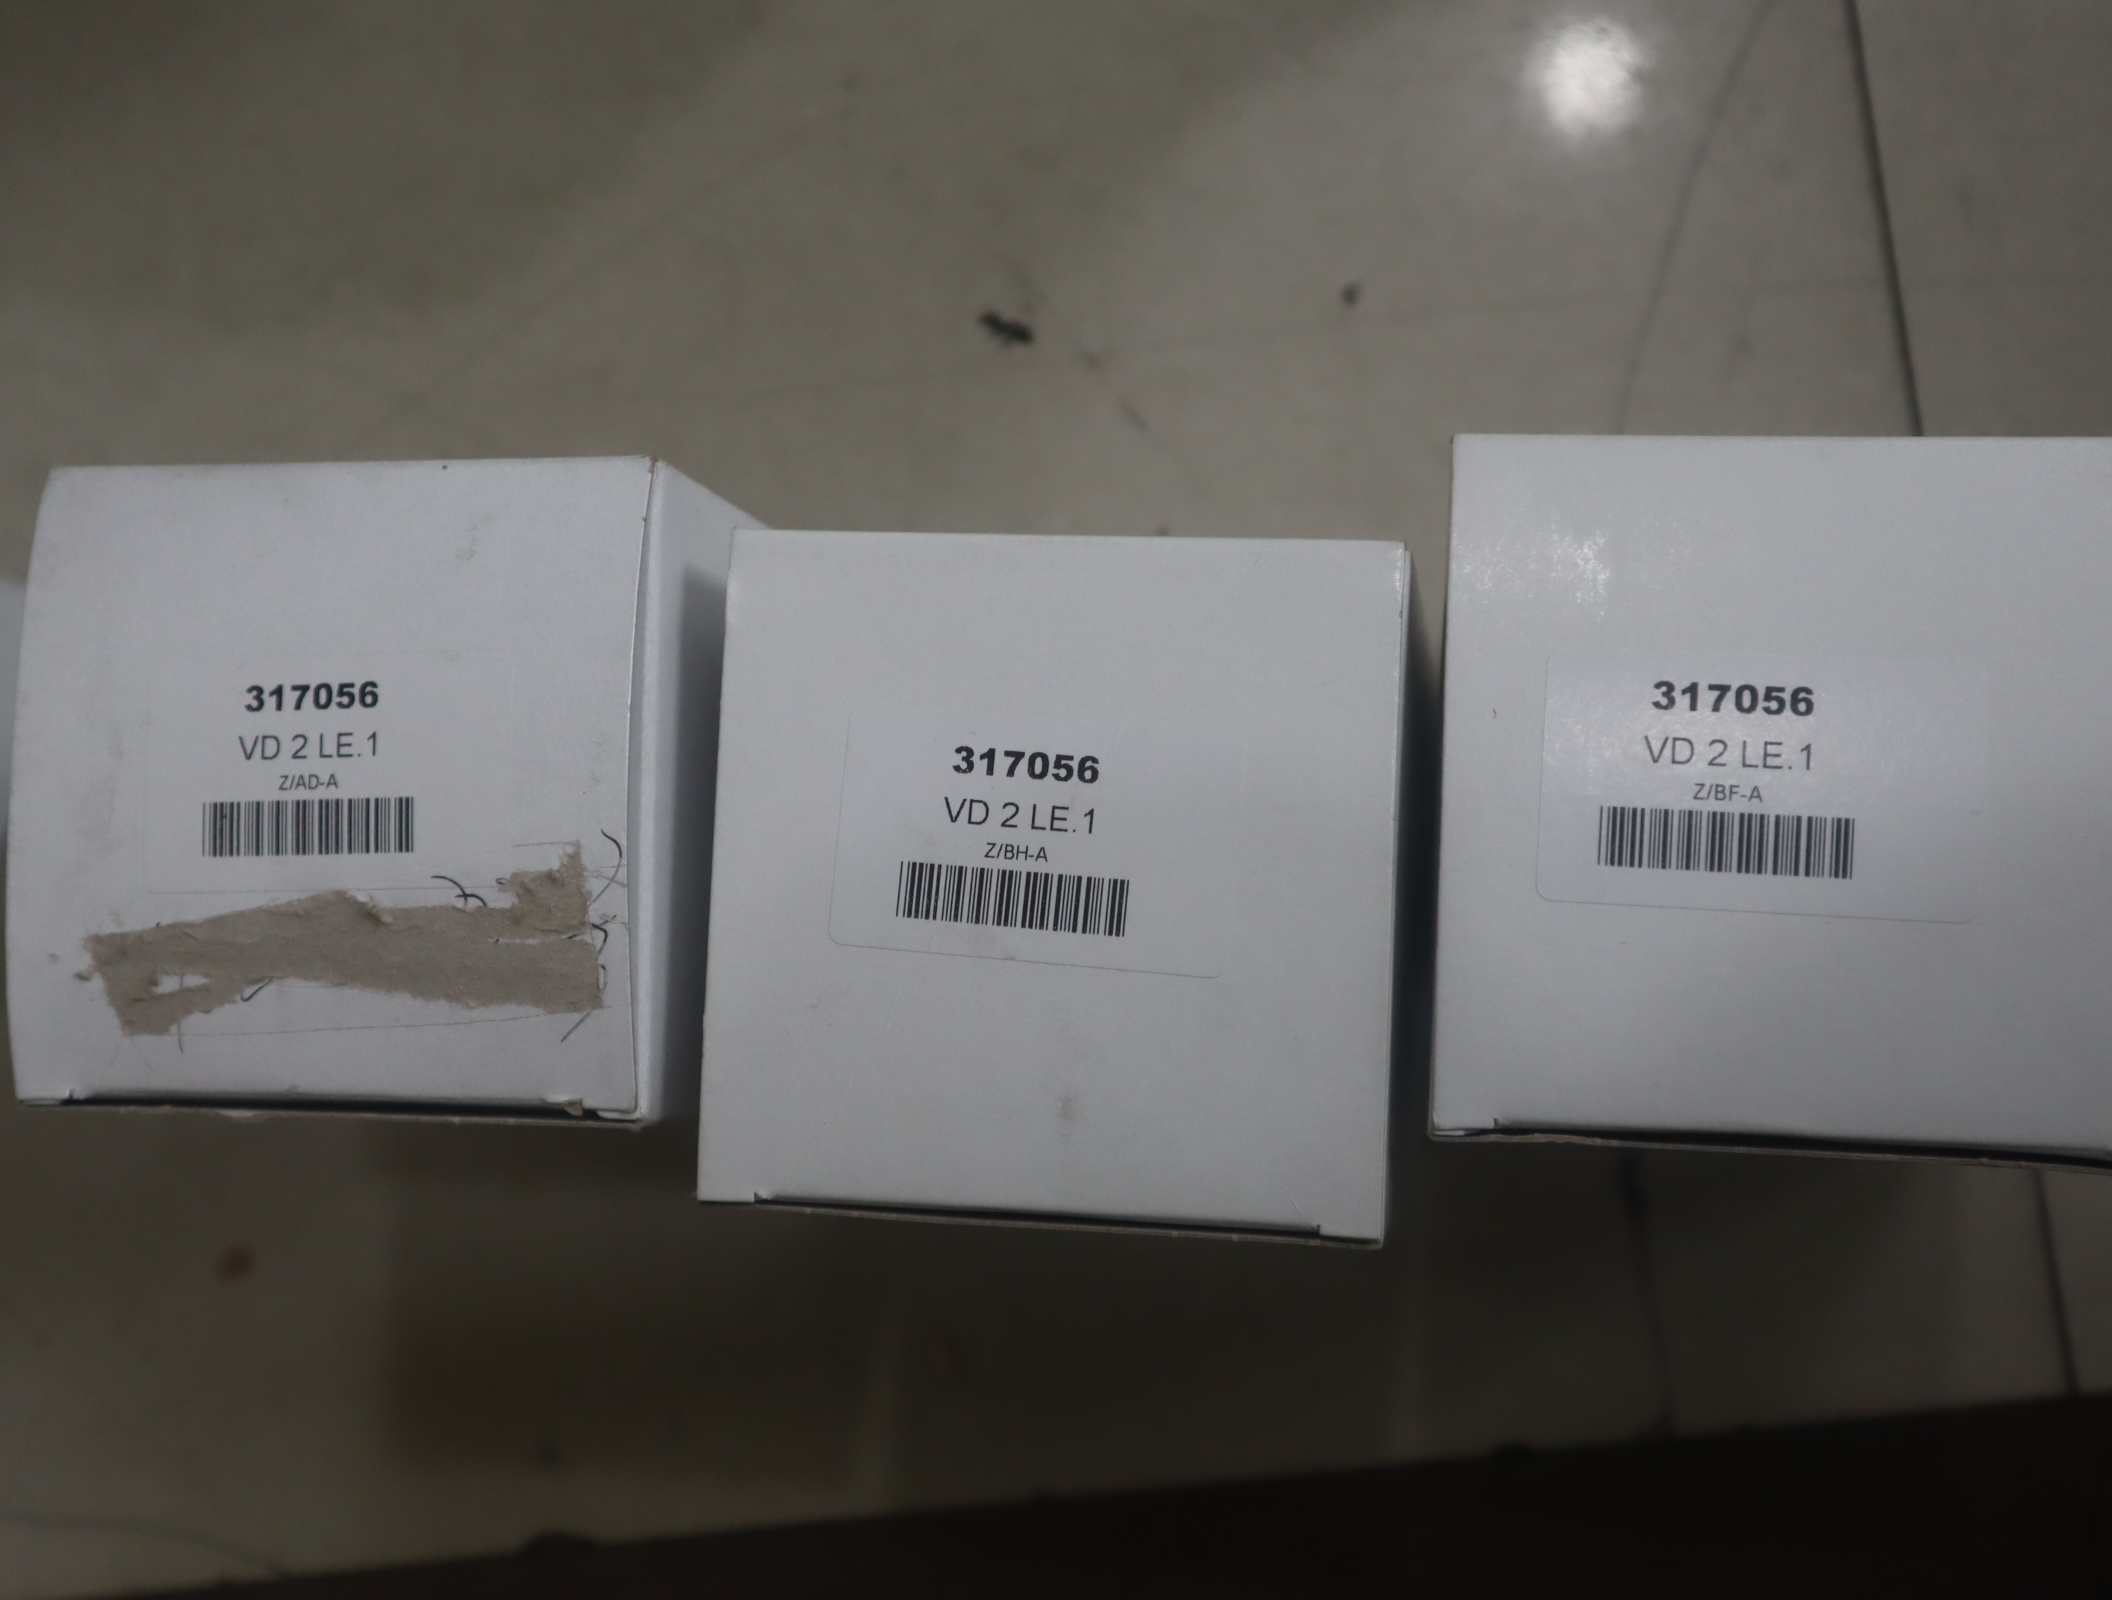 317056
VD 2 LE.1
Z/AD-A
317056
VD 2 LE.1
Z/BH-A
317056
VD 2 LE.1
Z/BF-A